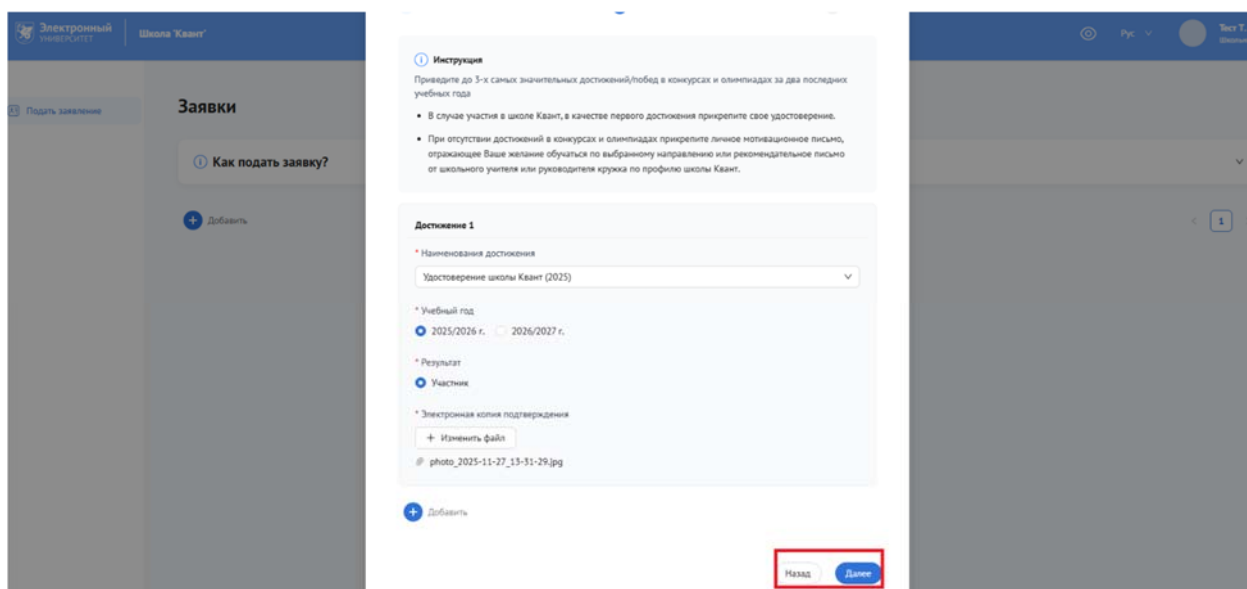 Электронный
УНИВЕРСИТЕТ
Школа 'Квант'
Рус
Тест Т.
Подать заявление
Заявки
Как подать заявку?
Добавить
1
Инструкция
Приведите до 3-х самых значительных достижений/побед в конкурсах и олимпиадах за два последних
учебных года
• В случае участия в школе Квант, в качестве первого достижения прикрепите свое удостоверение.
• При отсутствии достижений в конкурсах и олимпиадах прикрепите личное мотивационное письмо,
отражающее Ваше желание обучаться по выбранному направлению или рекомендательное письмо
от школьного учителя или руководителя кружка по профилю школы Квант.
Достижение 1
* Наименования достижения
Удостоверение школы Квант (2025)
* Учебный год
2025/2026 г. 2026/2027 г.
* Результат
Участник
* Электронная копия подтверждения
+ Изменить файл
photo_2025-11-27_13-31-29.jpg
Добавить
Назад Далее